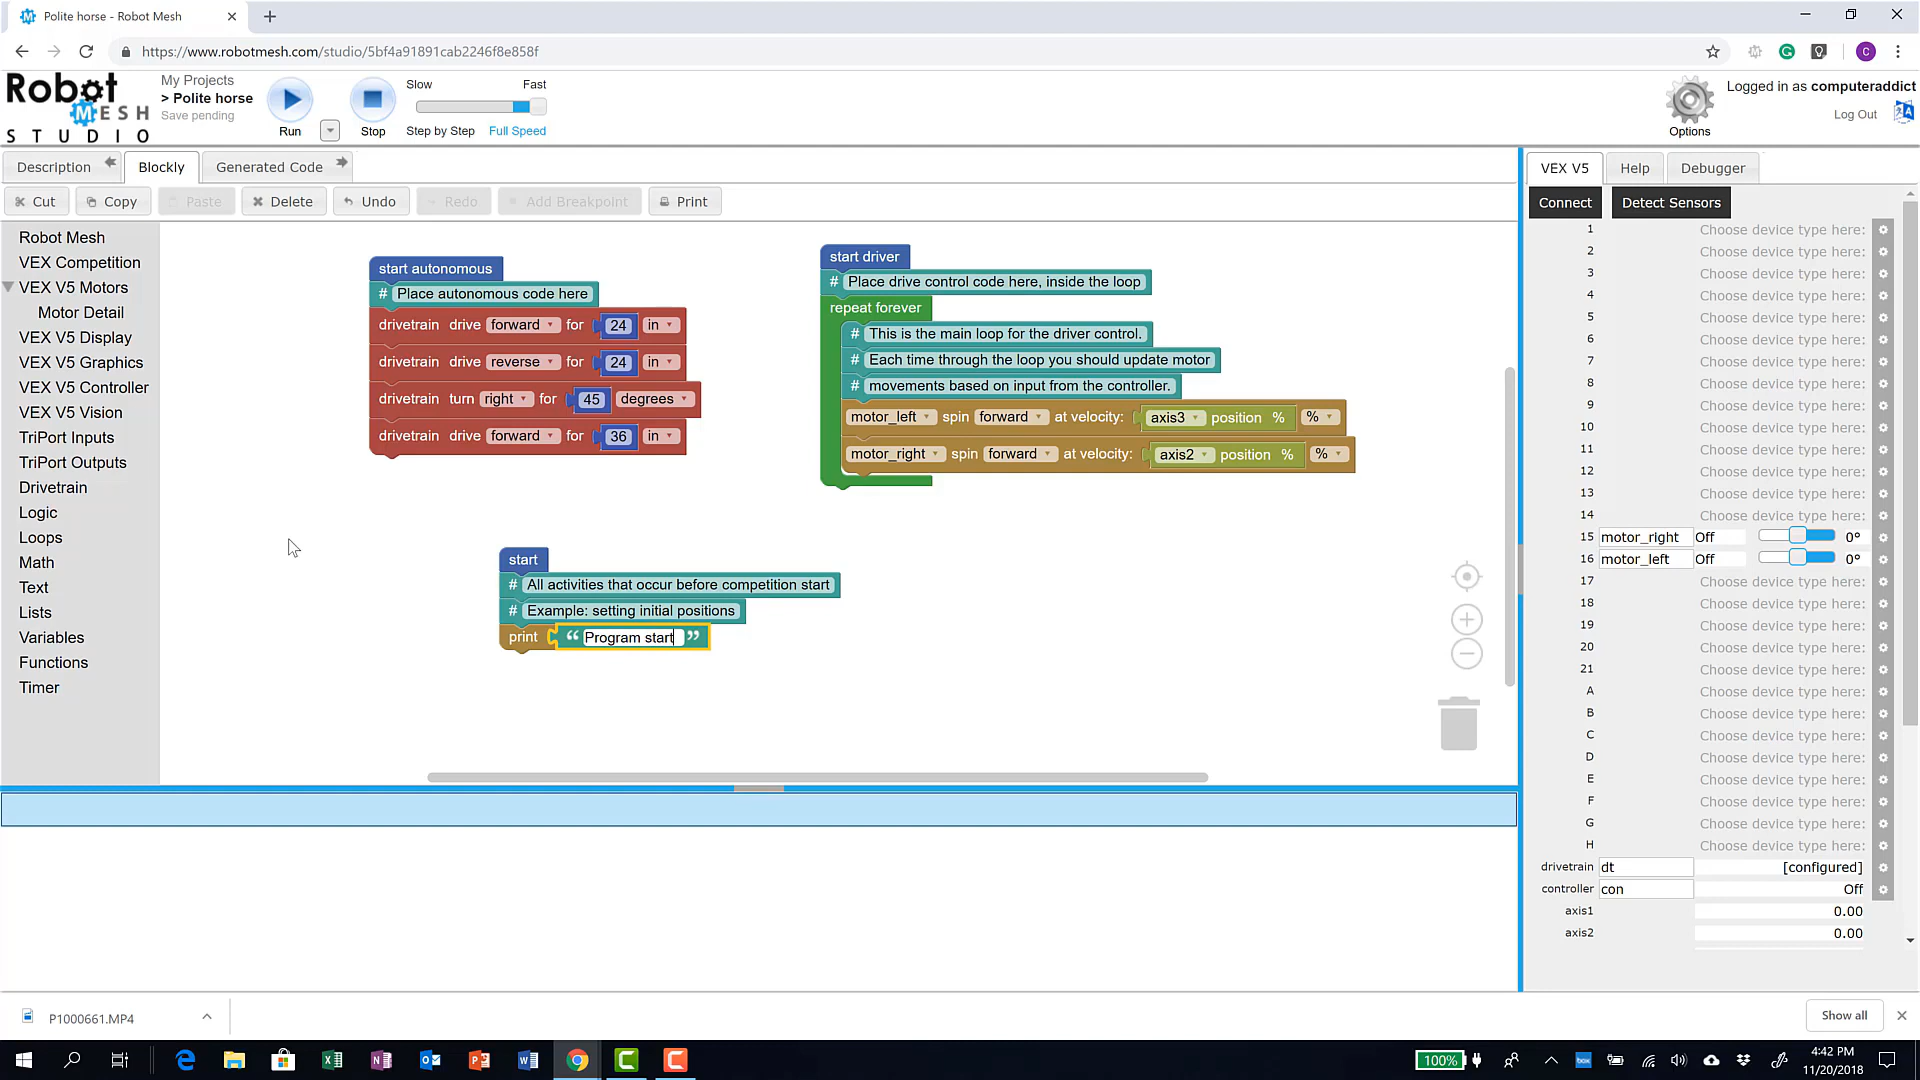 Polite horse - Robot Mesh
https://www.robotmesh.com/studio/5bf4a91891cab2246f8e858f
Robot
MESH
STUDIO
My Projects
> Polite horse
Save pending
Run
Stop
Slow
Fast
Step by Step
Full Speed
Options
Logged in as computeraddict
Log Out
Description
Blockly
Generated Code
Cut
Copy
Paste
Delete
Undo
Redo
Add Breakpoint
Print
Robot Mesh
VEX Competition
VEX V5 Motors
Motor Detail
VEX V5 Display
VEX V5 Graphics
VEX V5 Controller
VEX V5 Vision
TriPort Inputs
TriPort Outputs
Drivetrain
Logic
Loops
Math
Text
Lists
Variables
Functions
Timer
start autonomous
# Place autonomous code here
drivetrain drive forward for 24 in
drivetrain drive reverse for 24 in
drivetrain turn right for 45 degrees
drivetrain drive forward for 36 in
start driver
# Place drive control code here, inside the loop
repeat forever
# This is the main loop for the driver control.
# Each time through the loop you should update motor
# movements based on input from the controller.
motor_left spin forward at velocity: axis3 position % %
motor_right spin forward at velocity: axis2 position % %
start
# All activities that occur before competition start
# Example: setting initial positions
print “ Program start ”
VEX V5
Help
Debugger
Connect
Detect Sensors
1 Choose device type here:
2 Choose device type here:
3 Choose device type here:
4 Choose device type here:
5 Choose device type here:
6 Choose device type here:
7 Choose device type here:
8 Choose device type here:
9 Choose device type here:
10 Choose device type here:
11 Choose device type here:
12 Choose device type here:
13 Choose device type here:
14 Choose device type here:
15 motor_right Off 0°
16 motor_left Off 0°
17 Choose device type here:
18 Choose device type here:
19 Choose device type here:
20 Choose device type here:
21 Choose device type here:
A Choose device type here:
B Choose device type here:
C Choose device type here:
D Choose device type here:
E Choose device type here:
F Choose device type here:
G Choose device type here:
H Choose device type here:
drivetrain dt [configured]
controller con Off
axis1 0.00
axis2 0.00
P1000661.MP4
Show all
100%
4:42 PM
11/20/2018